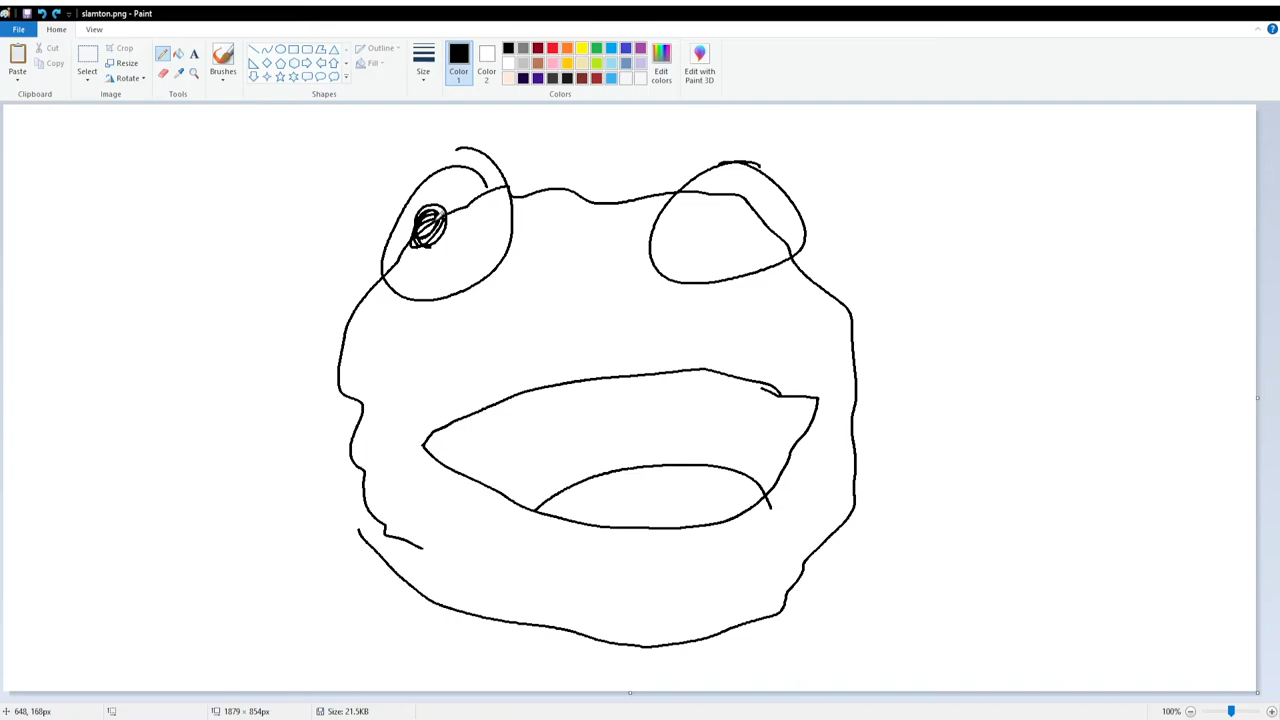 slamton.png - Paint
File Home View
Paste Cut Copy Clipboard
Select Crop Resize Rotate Image
A Tools
Brushes
Outline Fill Shapes
Size
Color 1 Color 2 Edit colors Colors
Edit with Paint 3D
648, 168px 1879 × 854px Size: 21.5KB 100%